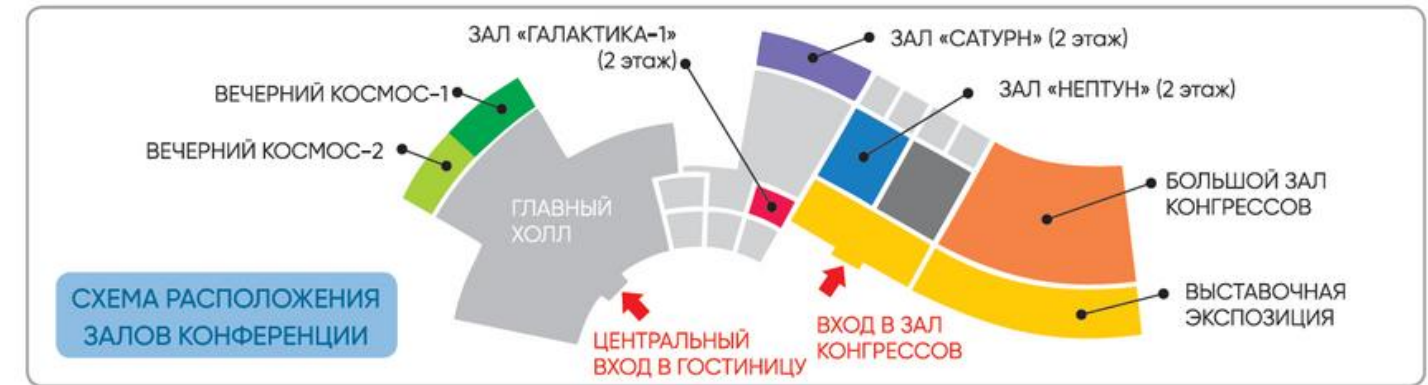 ЗАЛ «ГАЛАКТИКА-1»
(2 этаж)
ЗАЛ «САТУРН» (2 этаж)
ВЕЧЕРНИЙ КОСМОС-1
ЗАЛ «НЕПТУН» (2 этаж)
ВЕЧЕРНИЙ КОСМОС-2
БОЛЬШОЙ ЗАЛ
КОНГРЕССОВ
ГЛАВНЫЙ
ХОЛЛ
СХЕМА РАСПОЛОЖЕНИЯ
ЗАЛОВ КОНФЕРЕНЦИИ
ЦЕНТРАЛЬНЫЙ
ВХОД В ГОСТИНИЦУ
ВХОД В ЗАЛ
КОНГРЕССОВ
ВЫСТАВОЧНАЯ
ЭКСПОЗИЦИЯ